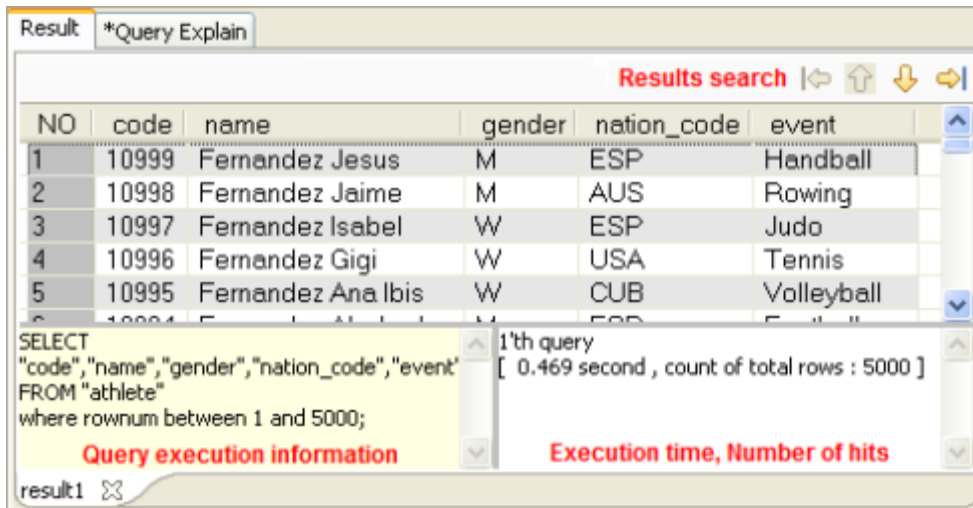 Result *Query Explain
Results search
NO code name gender nation_code event
1 10999 Fernandez Jesus M ESP Handball
2 10998 Fernandez Jaime M AUS Rowing
3 10997 Fernandez Isabel W ESP Judo
4 10996 Fernandez Gigi W USA Tennis
5 10995 Fernandez Ana Ibis W CUB Volleyball
SELECT
"code","name","gender","nation_code","event"
FROM "athlete"
where rownum between 1 and 5000;
Query execution information
1'th query
[ 0.469 second , count of total rows : 5000 ]
Execution time, Number of hits
result1